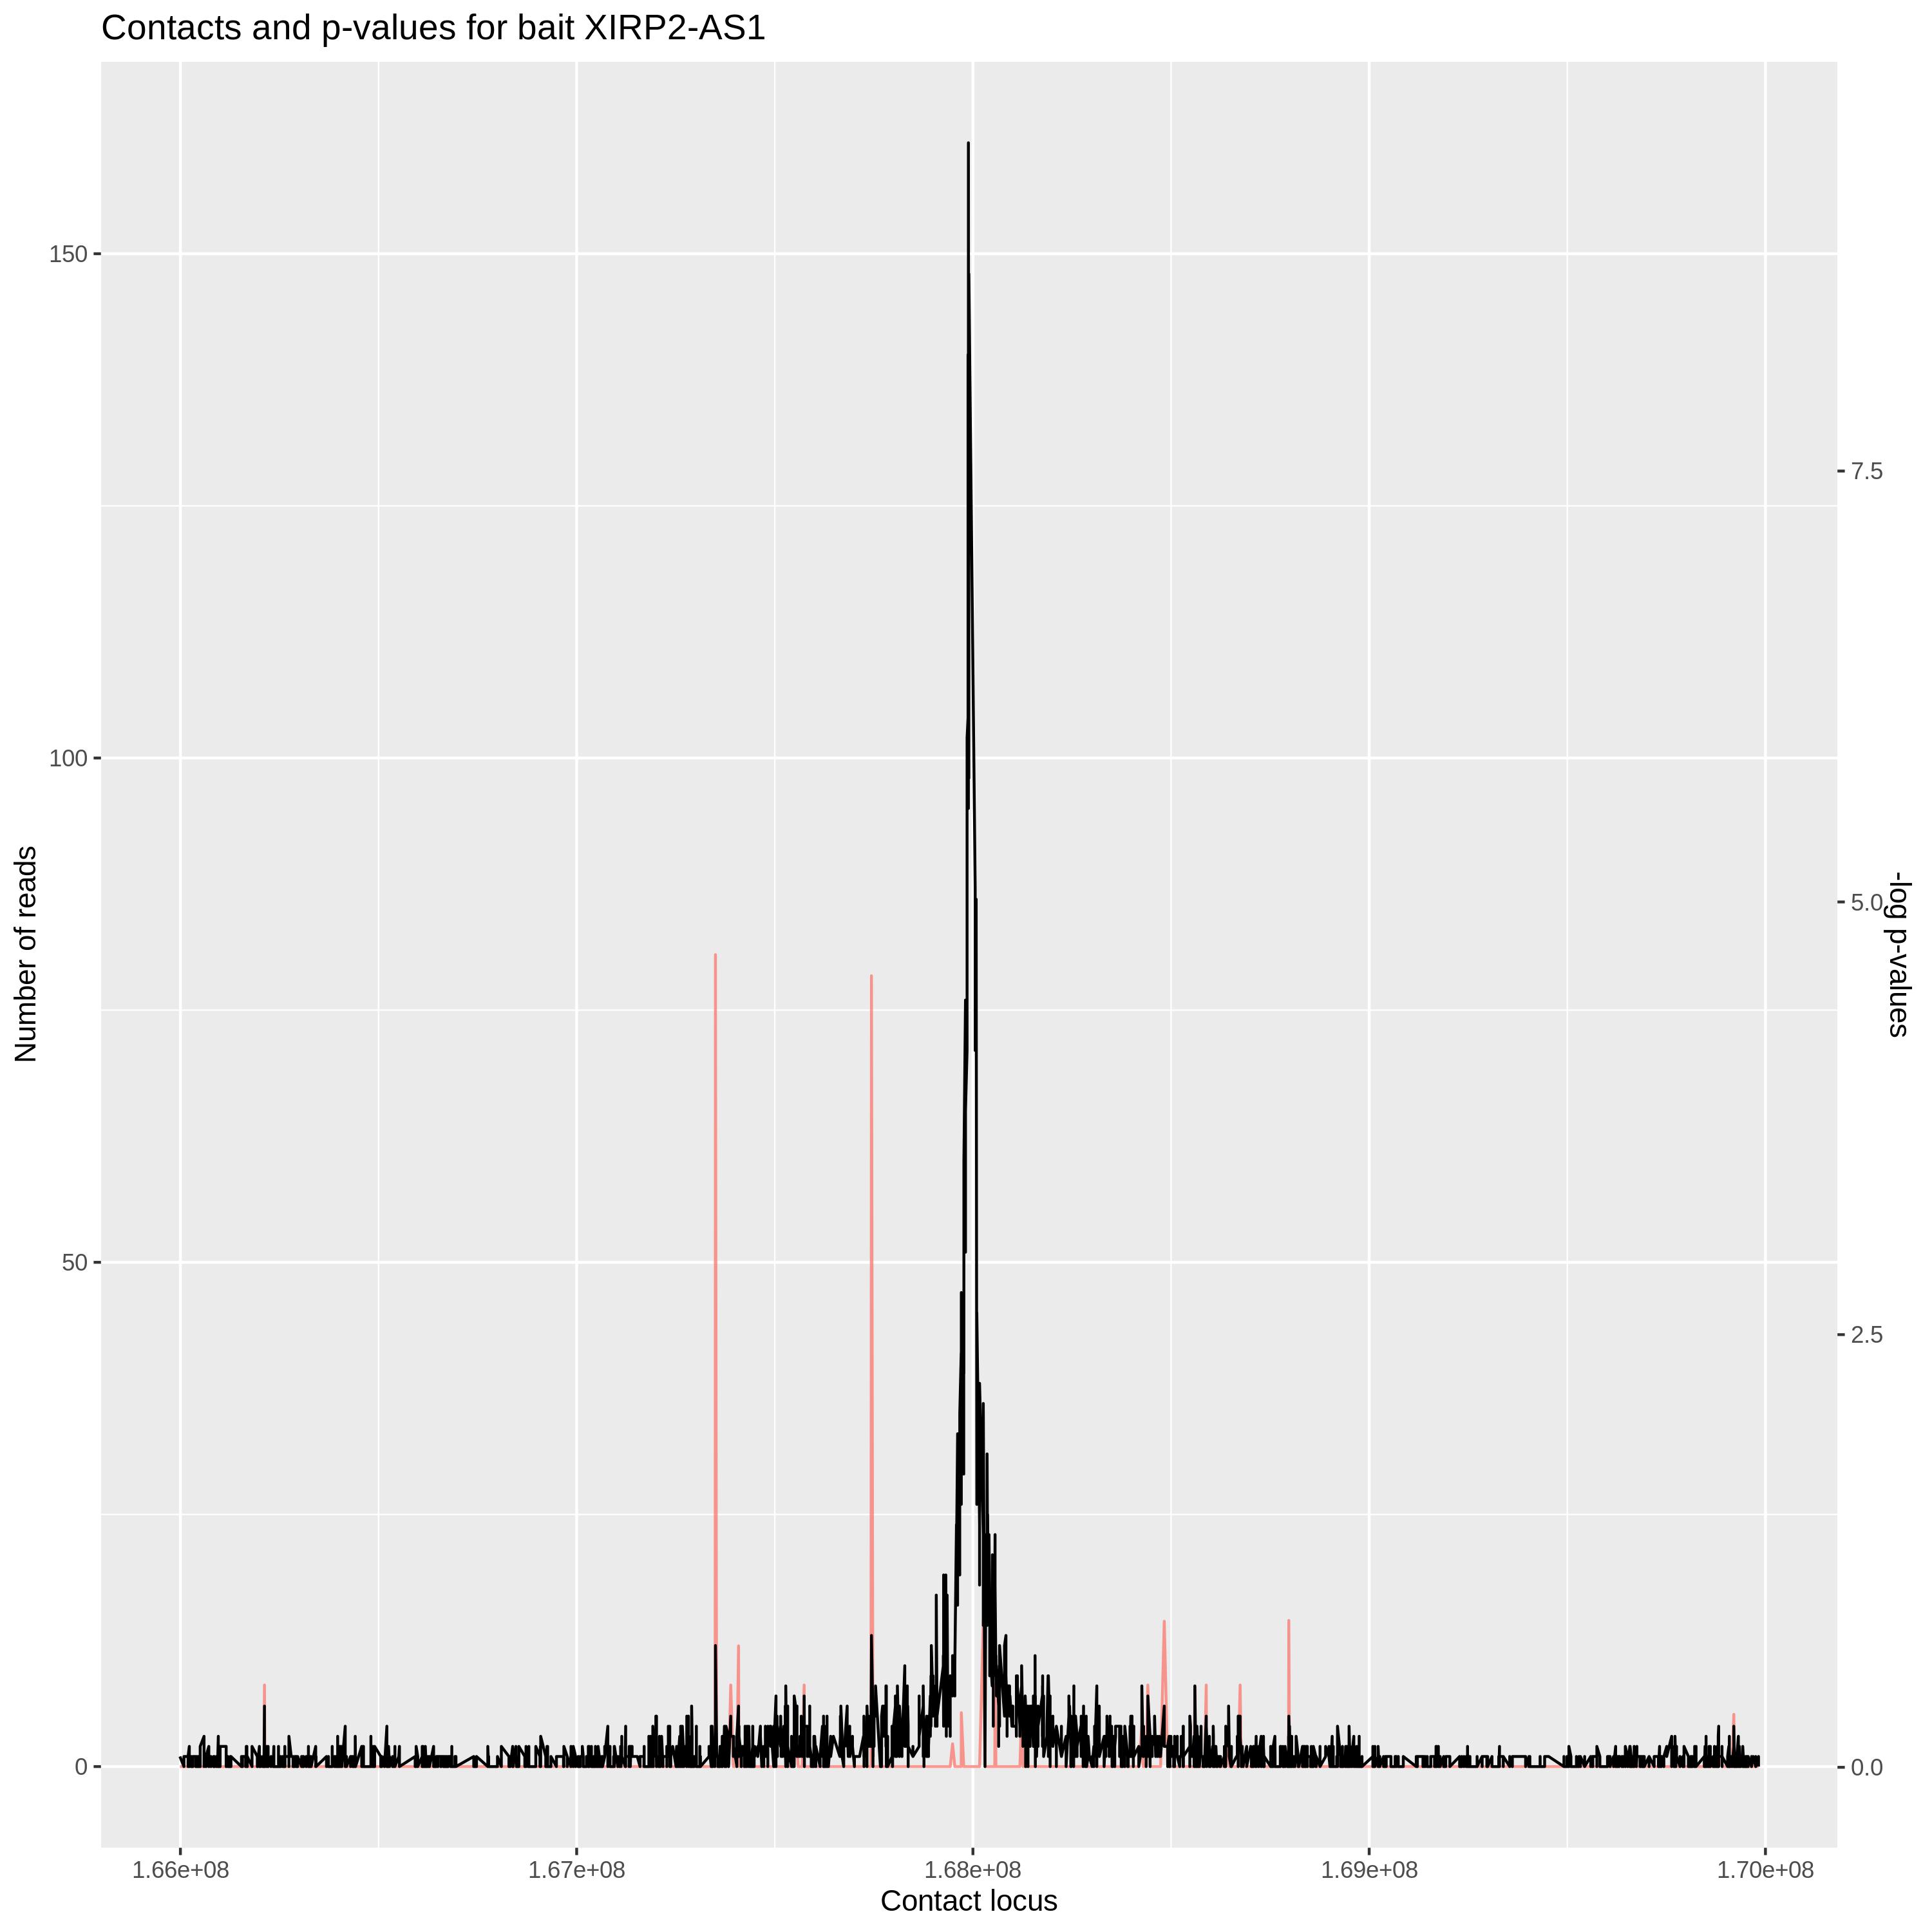 Contacts and p-values for bait XIRP2-AS1
150
100
50
0
Number of reads
7.5
5.0
2.5
0.0
-log p-values
1.66e+08
1.67e+08
1.68e+08
1.69e+08
1.70e+08
Contact locus